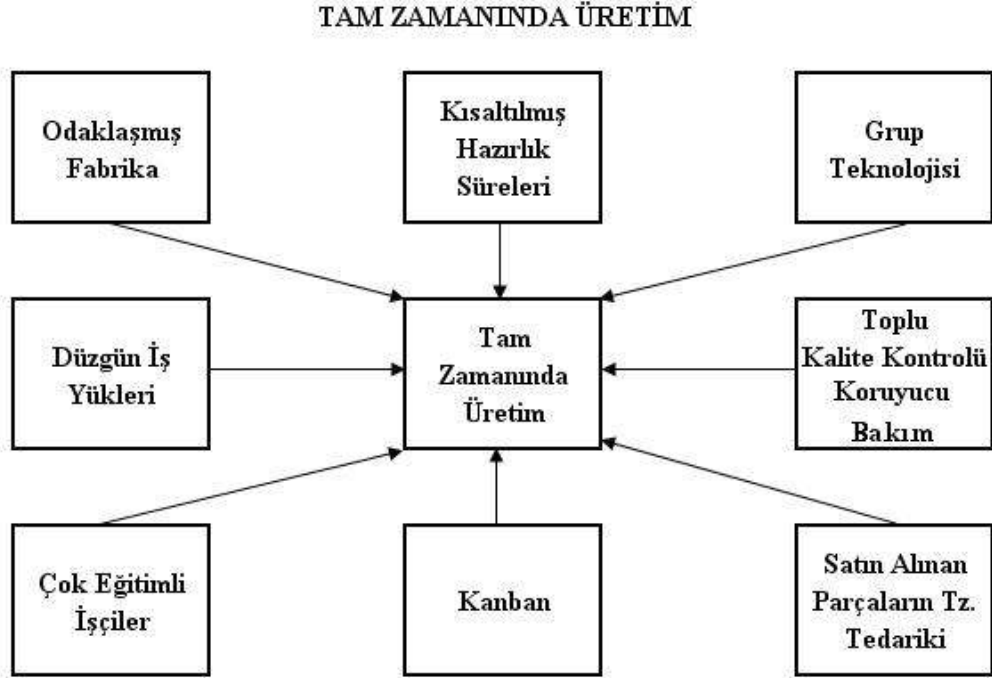 TAM ZAMANINDA ÜRETİM
Odaklaşmış
Fabrika
Kısaltılmış
Hazırlık
Süreleri
Grup
Teknolojisi
Düzgün İş
Yükleri
Tam
Zamanında
Üretim
Toplu
Kalite Kontrolü
Koruyucu
Bakım
Çok Eğitimli
İşçiler
Kanban
Satın Alınan
Parçaların Tz.
Tedariki